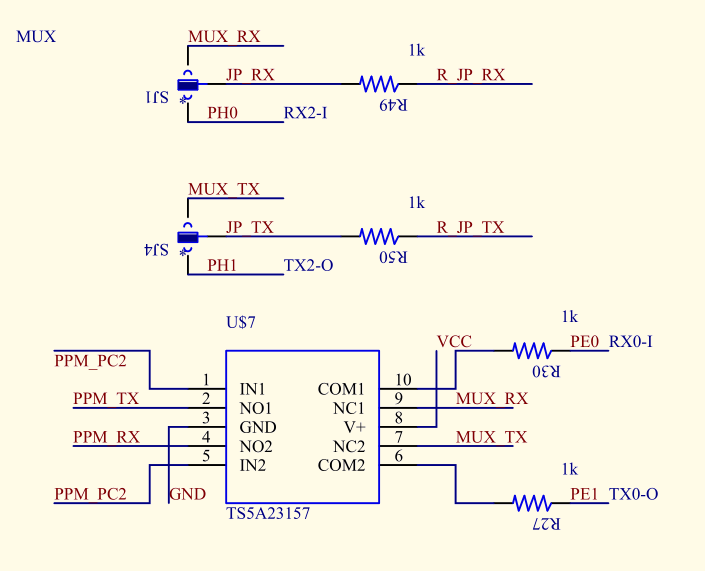 MUX
MUX_RX
1k
JP_RX
R_JP_RX
SJ1
R49
PH0 RX2-I
MUX_TX
1k
JP_TX
R_JP_TX
SJ4
R50
PH1 TX2-O
U$7
1k
VCC
PE0 RX0-I
PPM_PC2
R30
1 IN1 COM1 10
PPM_TX 2 NO1 NC1 9 MUX_RX
3 GND V+ 8
PPM_RX 4 NO2 NC2 7 MUX_TX
5 IN2 COM2 6
1k
PPM_PC2 GND
PE1 TX0-O
TS5A23157
R27